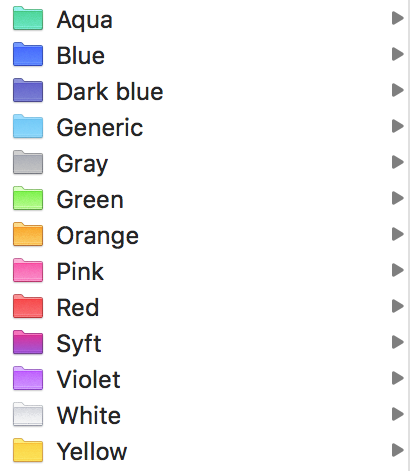 Aqua
Blue
Dark blue
Generic
Gray
Green
Orange
Pink
Red
Syft
Violet
White
Yellow